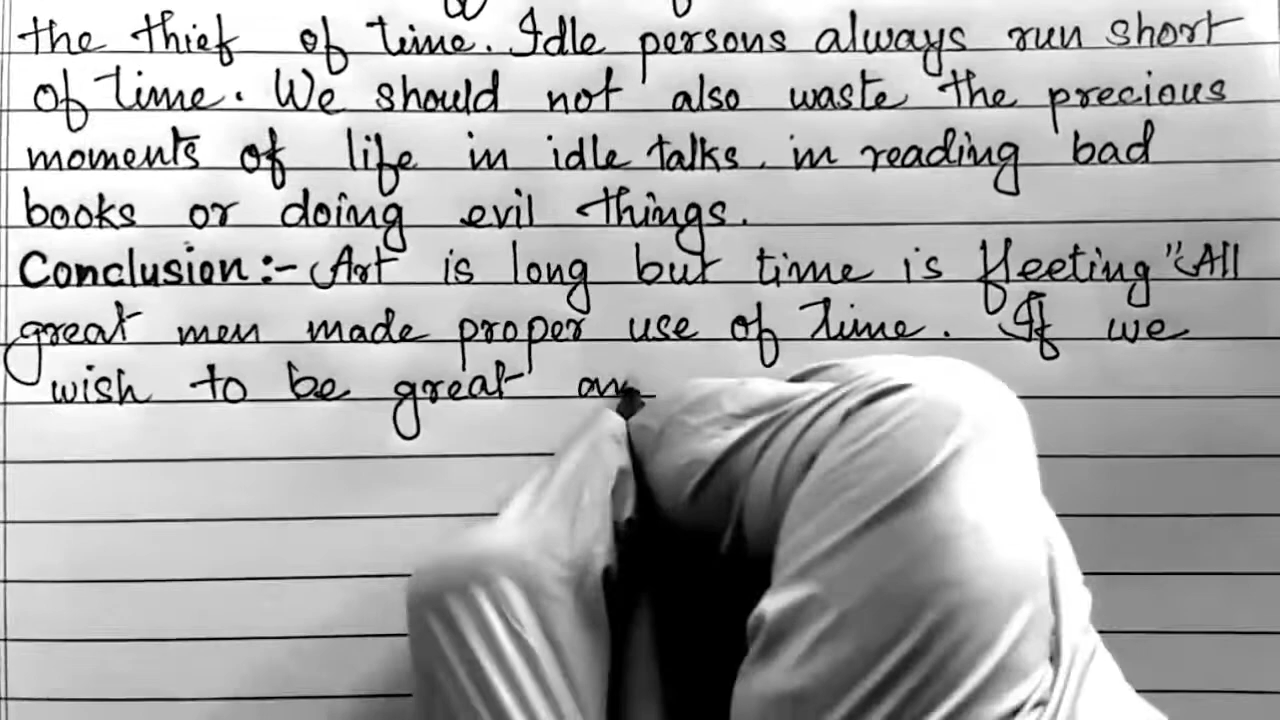 the thief of time. Idle persons always run short
of time. We should not also waste the precious
moments of life in idle talks, in reading bad
books or doing evil things.
Conclusion:- Art is long but time is fleeting "All
great men made proper use of time. If we
wish to be great